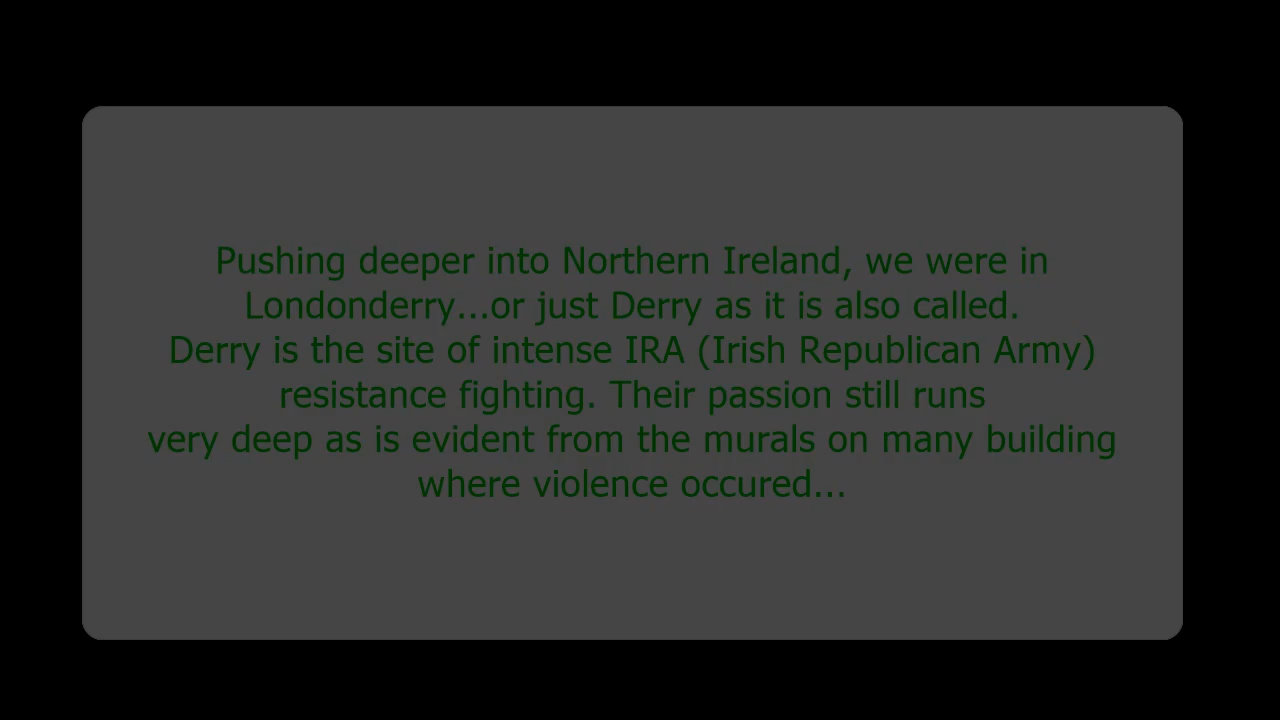 Pushing deeper into Northern Ireland, we were in
Londonderry...or just Derry as it is also called.
Derry is the site of intense IRA (Irish Republican Army)
resistance fighting. Their passion still runs
very deep as is evident from the murals on many building
where violence occured...